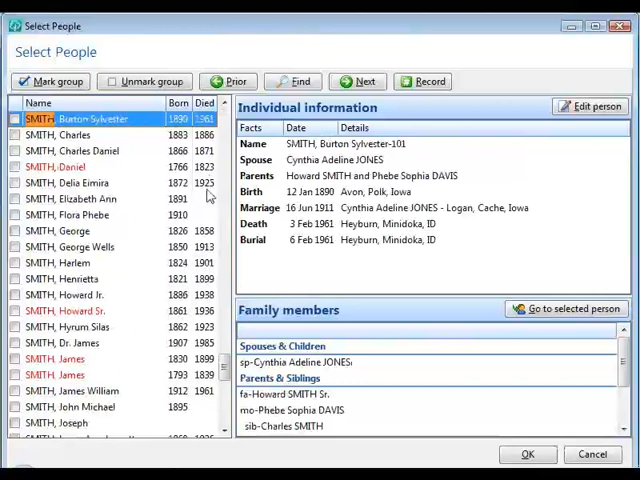 Select People
Select People
Mark group
Unmark group
Prior
Find
Next
Record
Name Born Died
SMITH, Burton Sylvester 1890 1961
SMITH, Charles 1883 1886
SMITH, Charles Daniel 1866 1871
SMITH, Daniel 1766 1823
SMITH, Delia Elmira 1872 1925
SMITH, Elizabeth Ann 1891
SMITH, Flora Phebe 1910
SMITH, George 1826 1858
SMITH, George Wells 1850 1913
SMITH, Harlem 1824 1901
SMITH, Henrietta 1821 1899
SMITH, Howard Jr. 1886 1938
SMITH, Howard Sr. 1861 1936
SMITH, Hyrum Silas 1862 1923
SMITH, Dr. James 1907 1985
SMITH, James 1830 1899
SMITH, James 1793 1839
SMITH, James William 1912 1961
SMITH, John Michael 1895
SMITH, Joseph
Individual information
Edit person
Facts Date Details
Name SMITH, Burton Sylvester-101
Spouse Cynthia Adeline JONES
Parents Howard SMITH and Phebe Sophia DAVIS
Birth 12 Jan 1890 Avon, Polk, Iowa
Marriage 16 Jun 1911 Cynthia Adeline JONES - Logan, Cache, Iowa
Death 3 Feb 1961 Heyburn, Minidoka, ID
Burial 6 Feb 1961 Heyburn, Minidoka, ID
Family members
Go to selected person
Spouses & Children
sp-Cynthia Adeline JONES
Parents & Siblings
fa-Howard SMITH Sr.
mo-Phebe Sophia DAVIS
sib-Charles SMITH
OK
Cancel